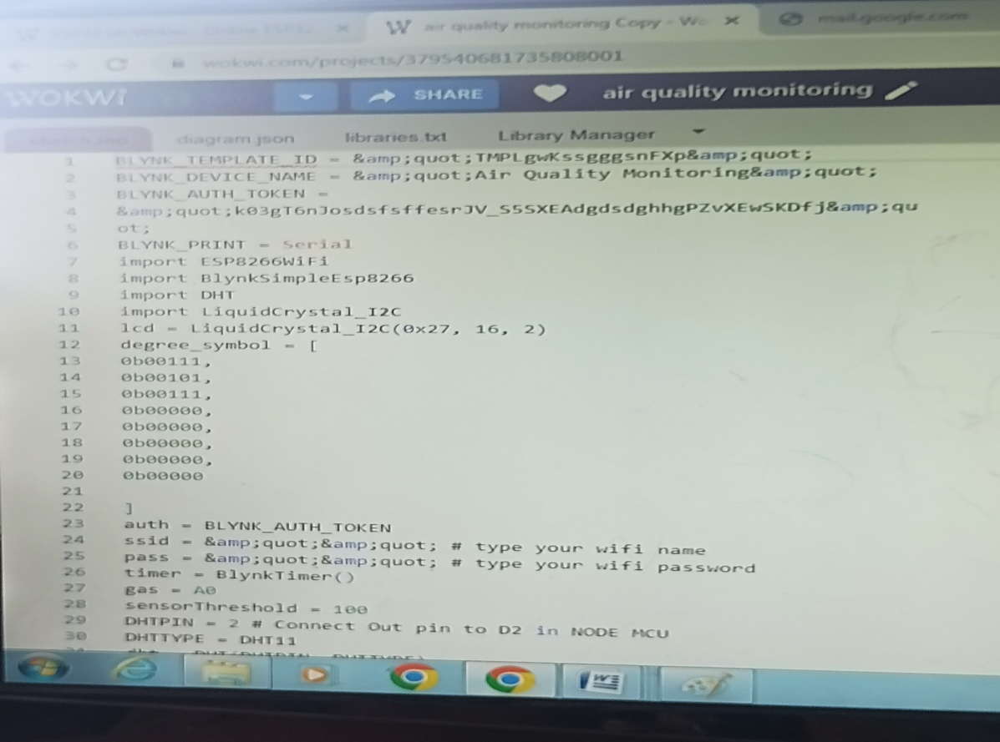 air quality monitoring Copy - Wo
mail.google.com
wokwi.com/projects/379540681735808001
WOKWi
SHARE
air quality monitoring
diagram.json
libraries.txt
Library Manager
1 BLYNK_TEMPLATE_ID = &amp;quot;TMPLgwKssgggsnFXp&amp;quot;
2 BLYNK_DEVICE_NAME = &amp;quot;Air Quality Monitoring&amp;quot;
3 BLYNK_AUTH_TOKEN =
4 &amp;quot;k03gT6nJosdsfsffesrJV_S5SXEAdgdsdghhgPZvXEwSKDfj&amp;qu
5 ot;
6 BLYNK_PRINT = Serial
7 import ESP8266WiFi
8 import BlynkSimpleEsp8266
9 import DHT
10 import LiquidCrystal_I2C
11 lcd = LiquidCrystal_I2C(0x27, 16, 2)
12 degree_symbol = [
13 0b00111,
14 0b00101,
15 0b00111,
16 0b00000,
17 0b00000,
18 0b00000,
19 0b00000,
20 0b00000
21
22 ]
23 auth = BLYNK_AUTH_TOKEN
24 ssid = &amp;quot;&amp;quot; # type your wifi name
25 pass = &amp;quot;&amp;quot; # type your wifi password
26 timer = BlynkTimer()
27 gas = A0
28 sensorThreshold = 100
29 DHTPIN = 2 # Connect Out pin to D2 in NODE MCU
30 DHTTYPE = DHT11